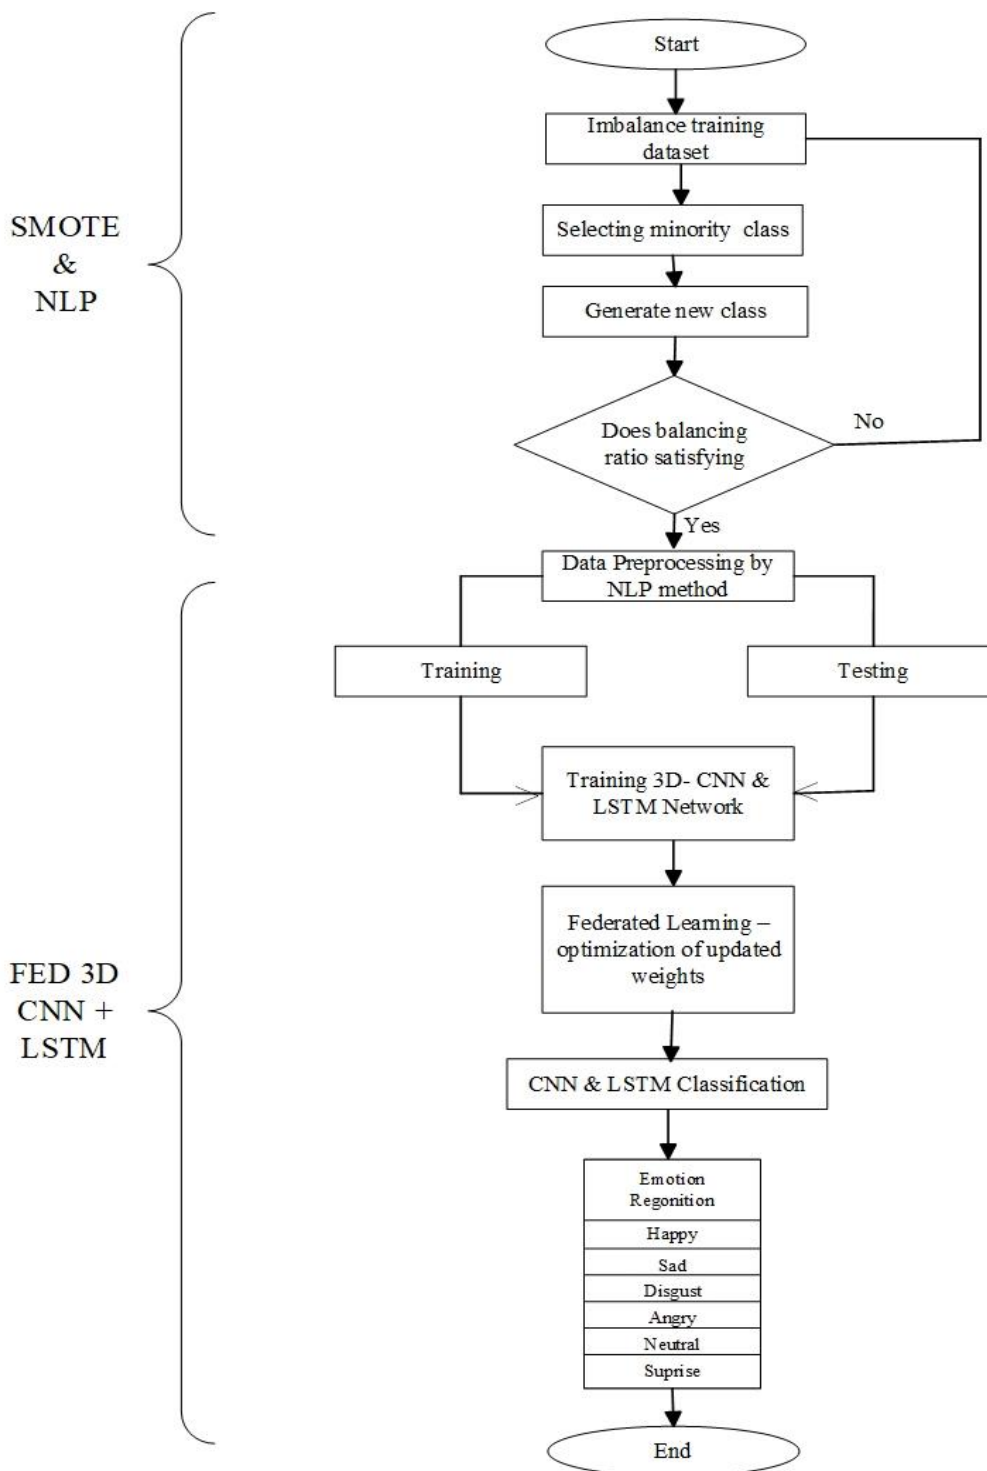 Start
Imbalance training
dataset
Selecting minority class
SMOTE
&
NLP
Generate new class
Does balancing
ratio satisfying
No
Yes
Data Preprocessing by
NLP method
Training
Testing
Training 3D- CNN &
LSTM Network
Federated Learning –
optimization of updated
weights
FED 3D
CNN +
LSTM
CNN & LSTM Classification
Emotion
Regonition
Happy
Sad
Disgust
Angry
Neutral
Suprise
End